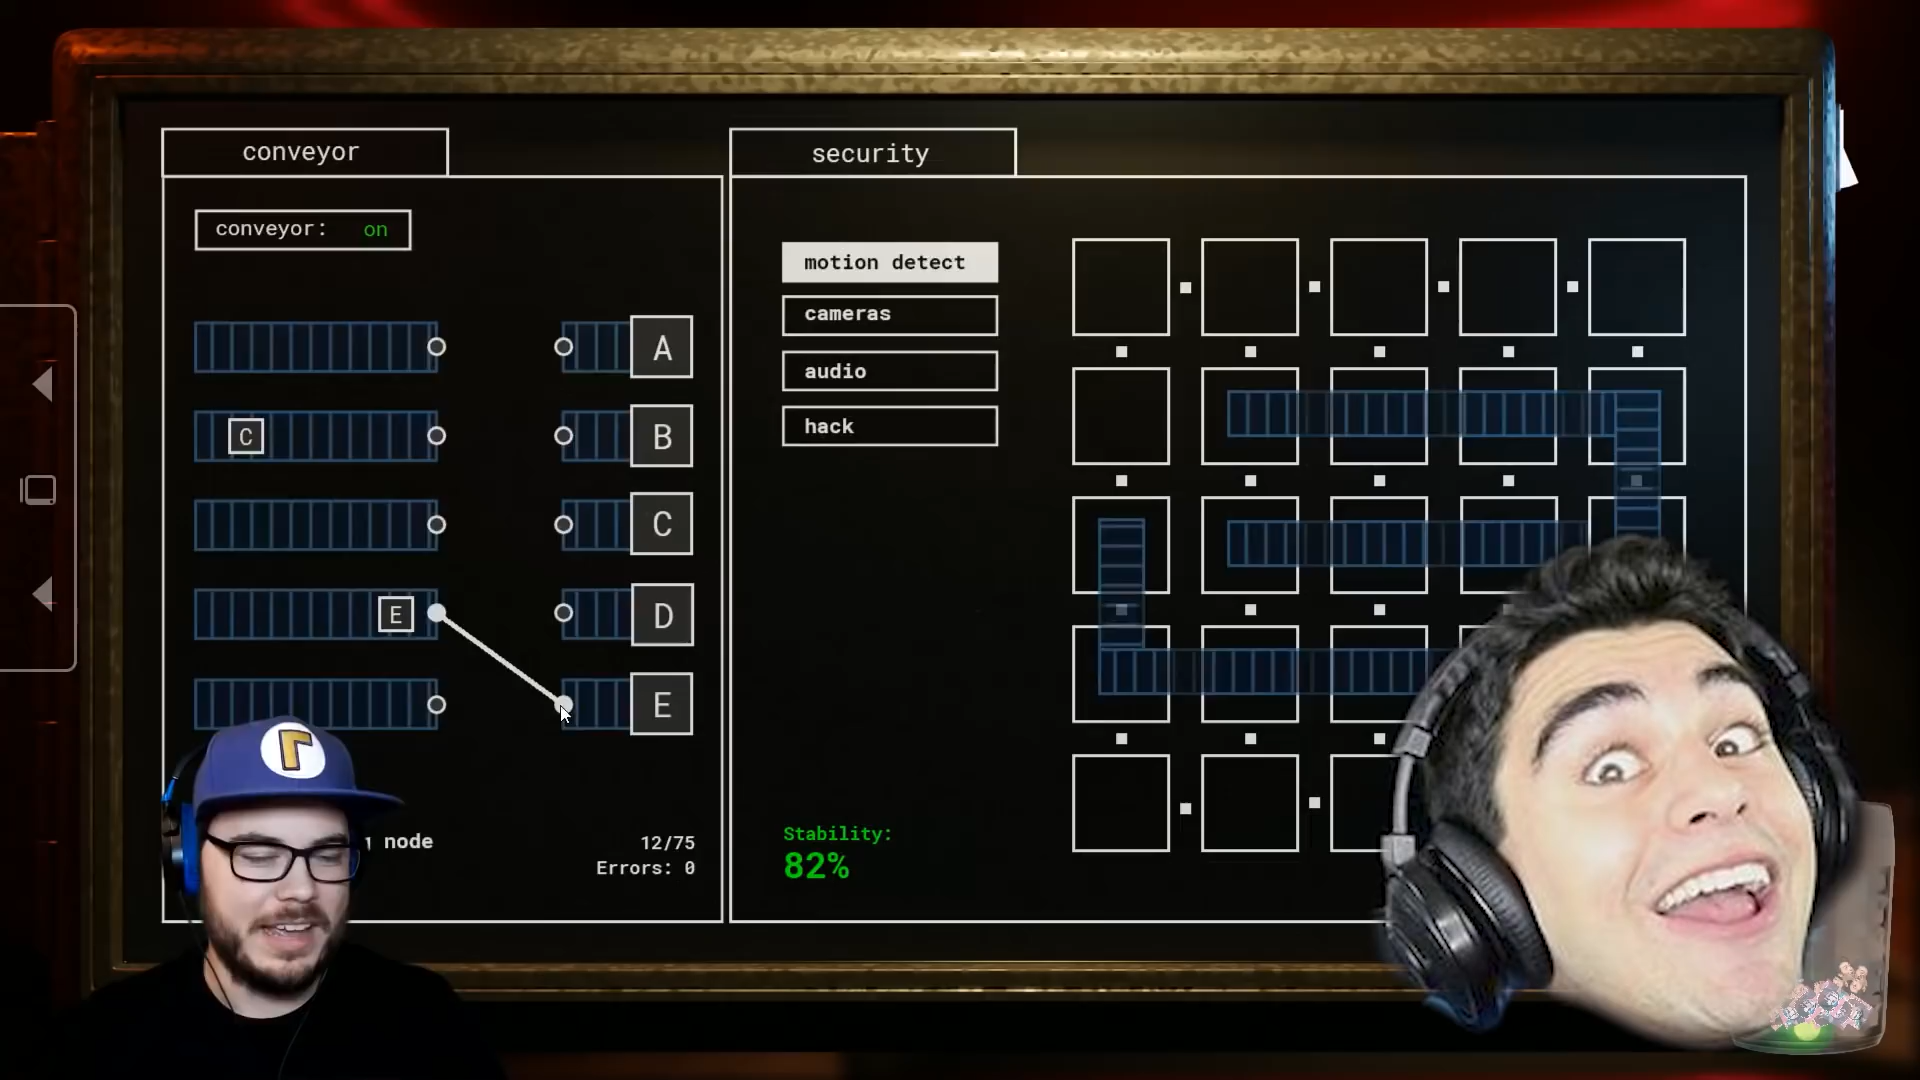 conveyor
security
conveyor: on
motion detect
cameras
audio
hack
A
B
C
C
D
E
E
node
12/75
Errors: 0
Stability:
82%